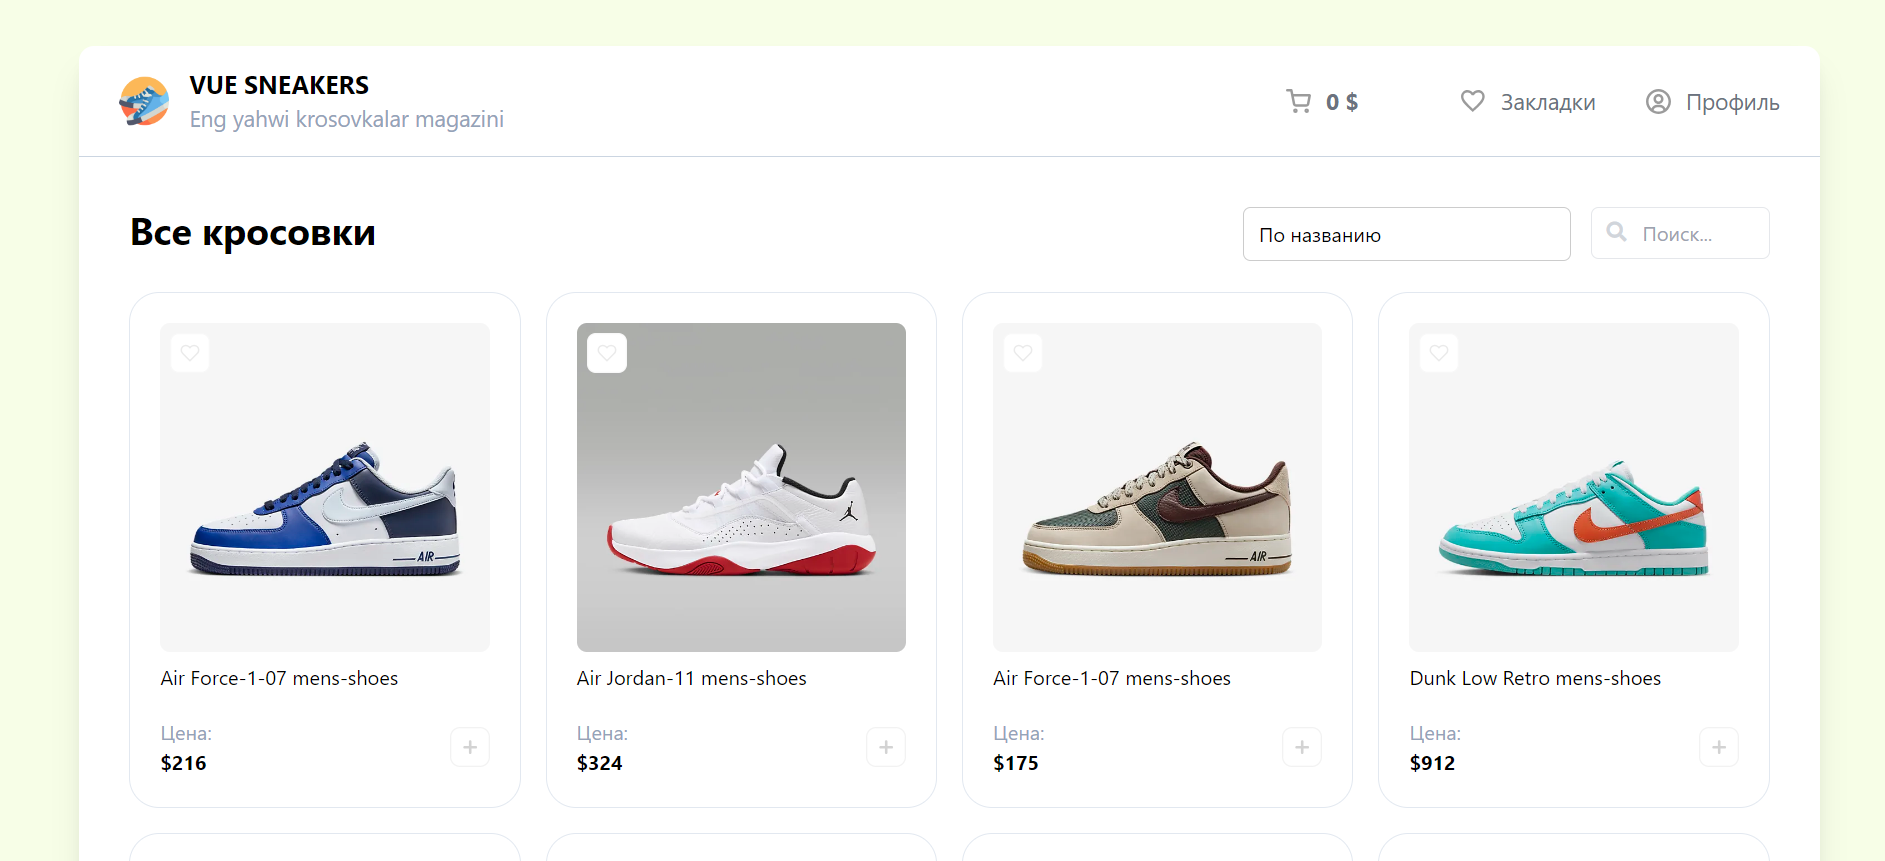 VUE SNEAKERS
Eng yahwi krosovkalar magazini
0 $
Закладки
Профиль
Все кросовки
По названию
Поиск...
AIR
AIR
Air Force-1-07 mens-shoes
Air Jordan-11 mens-shoes
Air Force-1-07 mens-shoes
Dunk Low Retro mens-shoes
Цена:
$216
Цена:
$324
Цена:
$175
Цена:
$912